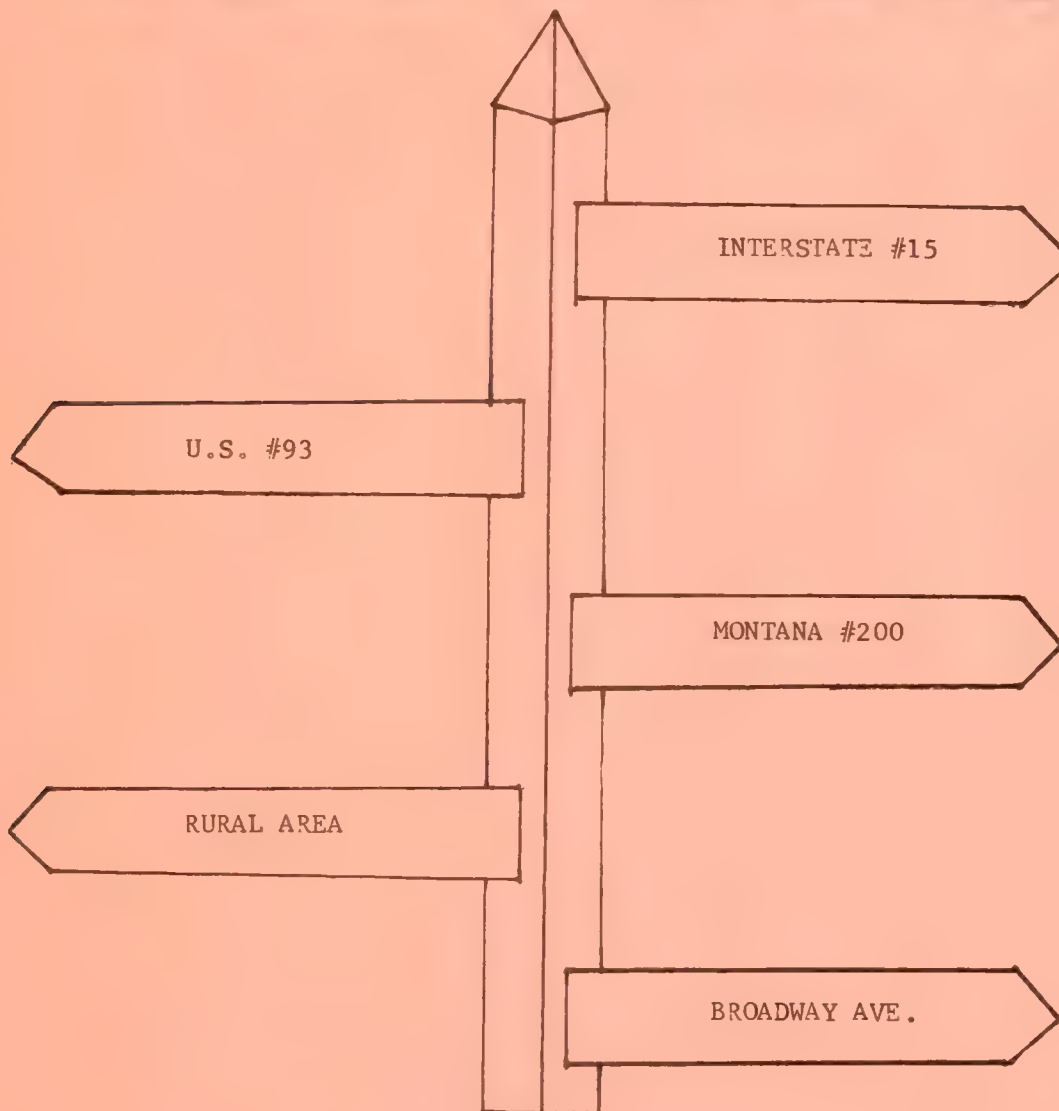 INTERSTATE #15
U.S. #93
MONTANA #200
RURAL AREA
BROADWAY AVE.